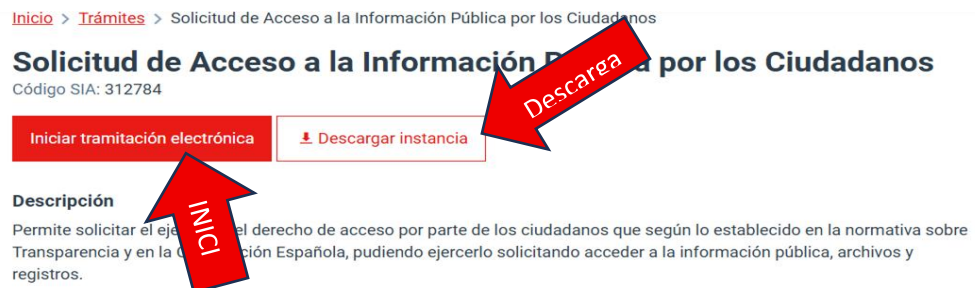 Inicio > Trámites > Solicitud de Acceso a la Información Pública por los Ciudadanos
Solicitud de Acceso a la Información por los Ciudadanos
Código SIA: 312784
Descarga
Iniciar tramitación electrónica
Descargar instancia
INICI
Descripción
Permite solicitar el derecho de acceso por parte de los ciudadanos que según lo establecido en la normativa sobre
Transparencia y en la Española, pudiendo ejercerlo solicitando acceder a la información pública, archivos y
registros.